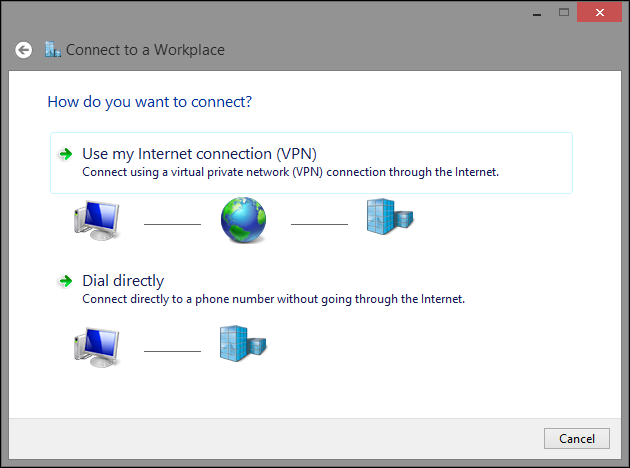 Connect to a Workplace
How do you want to connect?
Use my Internet connection (VPN)
Connect using a virtual private network (VPN) connection through the Internet.
Dial directly
Connect directly to a phone number without going through the Internet.
Cancel